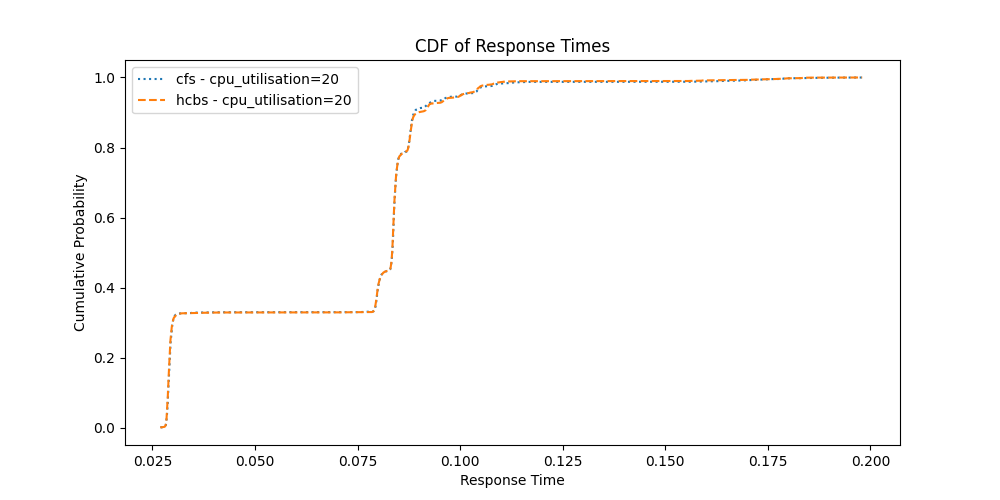 CDF of Response Times
cfs - cpu_utilisation=20
hcbs - cpu_utilisation=20
Cumulative Probability
1.0
0.8
0.6
0.4
0.2
0.0
0.025 0.050 0.075 0.100 0.125 0.150 0.175 0.200
Response Time